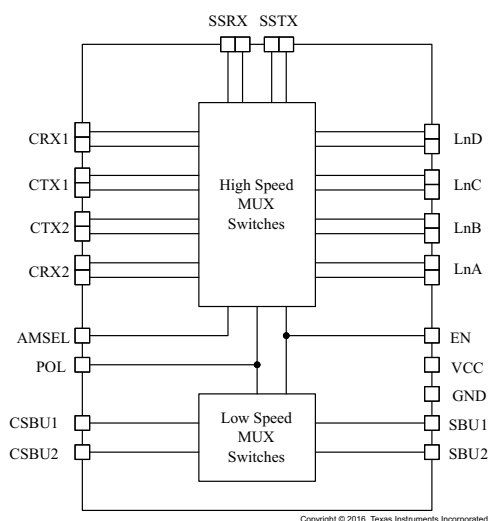 SSRX SSTX
CRX1
CTX1
CTX2
CRX2
High Speed
MUX
Switches
LnD
LnC
LnB
LnA
AMSEL
POL
EN
VCC
GND
CSBU1
CSBU2
Low Speed
MUX
Switches
SBU1
SBU2
Copyright © 2016, Texas Instruments Incorporated